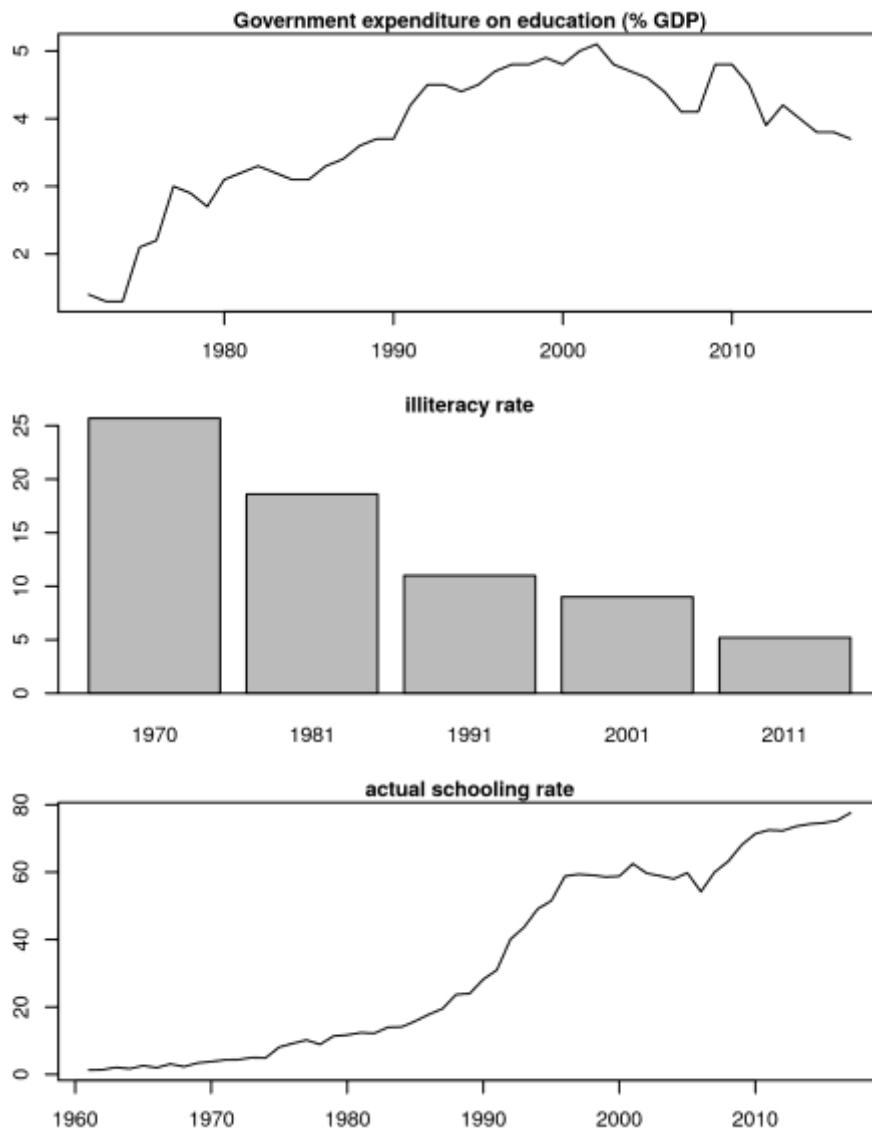 Government expenditure on education (% GDP)
5
4
3
2
1980 1990 2000 2010
illiteracy rate
25
20
15
10
5
0
1970 1981 1991 2001 2011
actual schooling rate
80
60
40
20
0
1960 1970 1980 1990 2000 2010